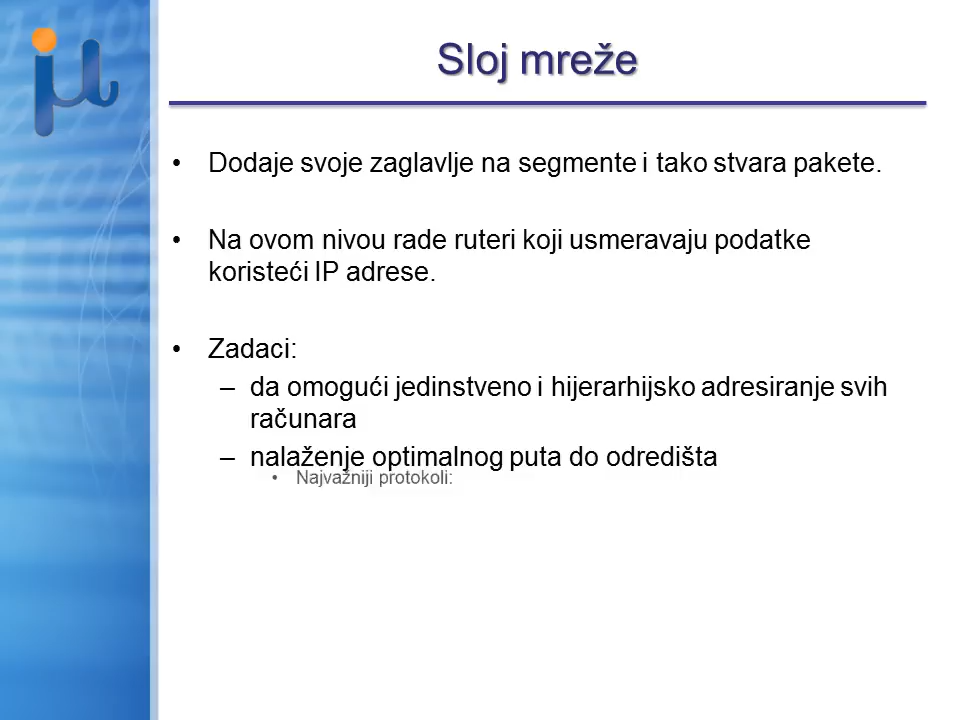 Sloj mreže
• Dodaje svoje zaglavlje na segmente i tako stvara pakete.
• Na ovom nivou rade ruteri koji usmeravaju podatke
koristeći IP adrese.
• Zadaci:
– da omogući jedinstveno i hijerarhijsko adresiranje svih
računara
– nalaženje optimalnog puta do odredišta
• Najvažniji protokoli: